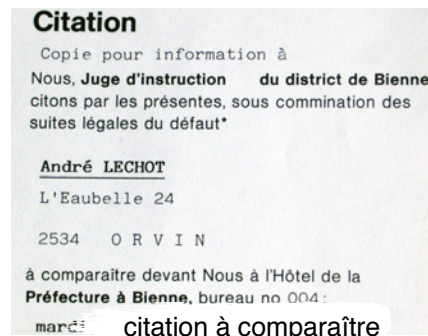 Citation
Copie pour information à
Nous, Juge d'instruction du district de Bienne
citons par les présentes, sous commination des
suites légales du défaut*
André LECHOT
L'Eaubelle 24
2534 ORVIN
à comparaître devant Nous à l'Hôtel de la
Préfecture à Bienne, bureau no 004:
mardi citation à comparaître